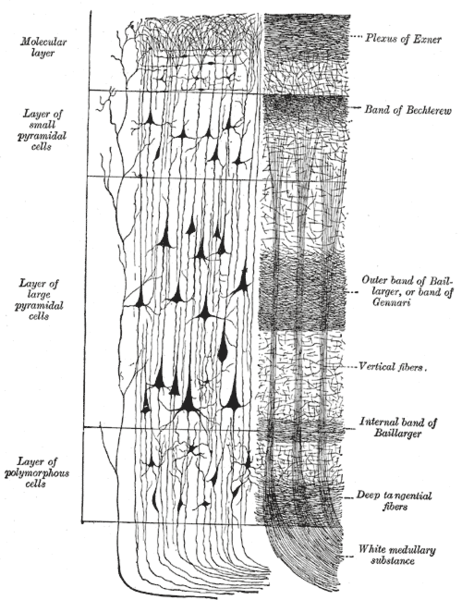 Molecular
layer
Layer of
small
pyramidal
cells
Layer of
large
pyramidal
cells
Layer of
polymorphous
cells
Plexus of Exner
Band of Bechterew
Outer band of Bail-
larger, or band of
Gennari
Vertical fibers.
Internal band of
Baillarger
Deep tangential
fibers
White medullary
substance